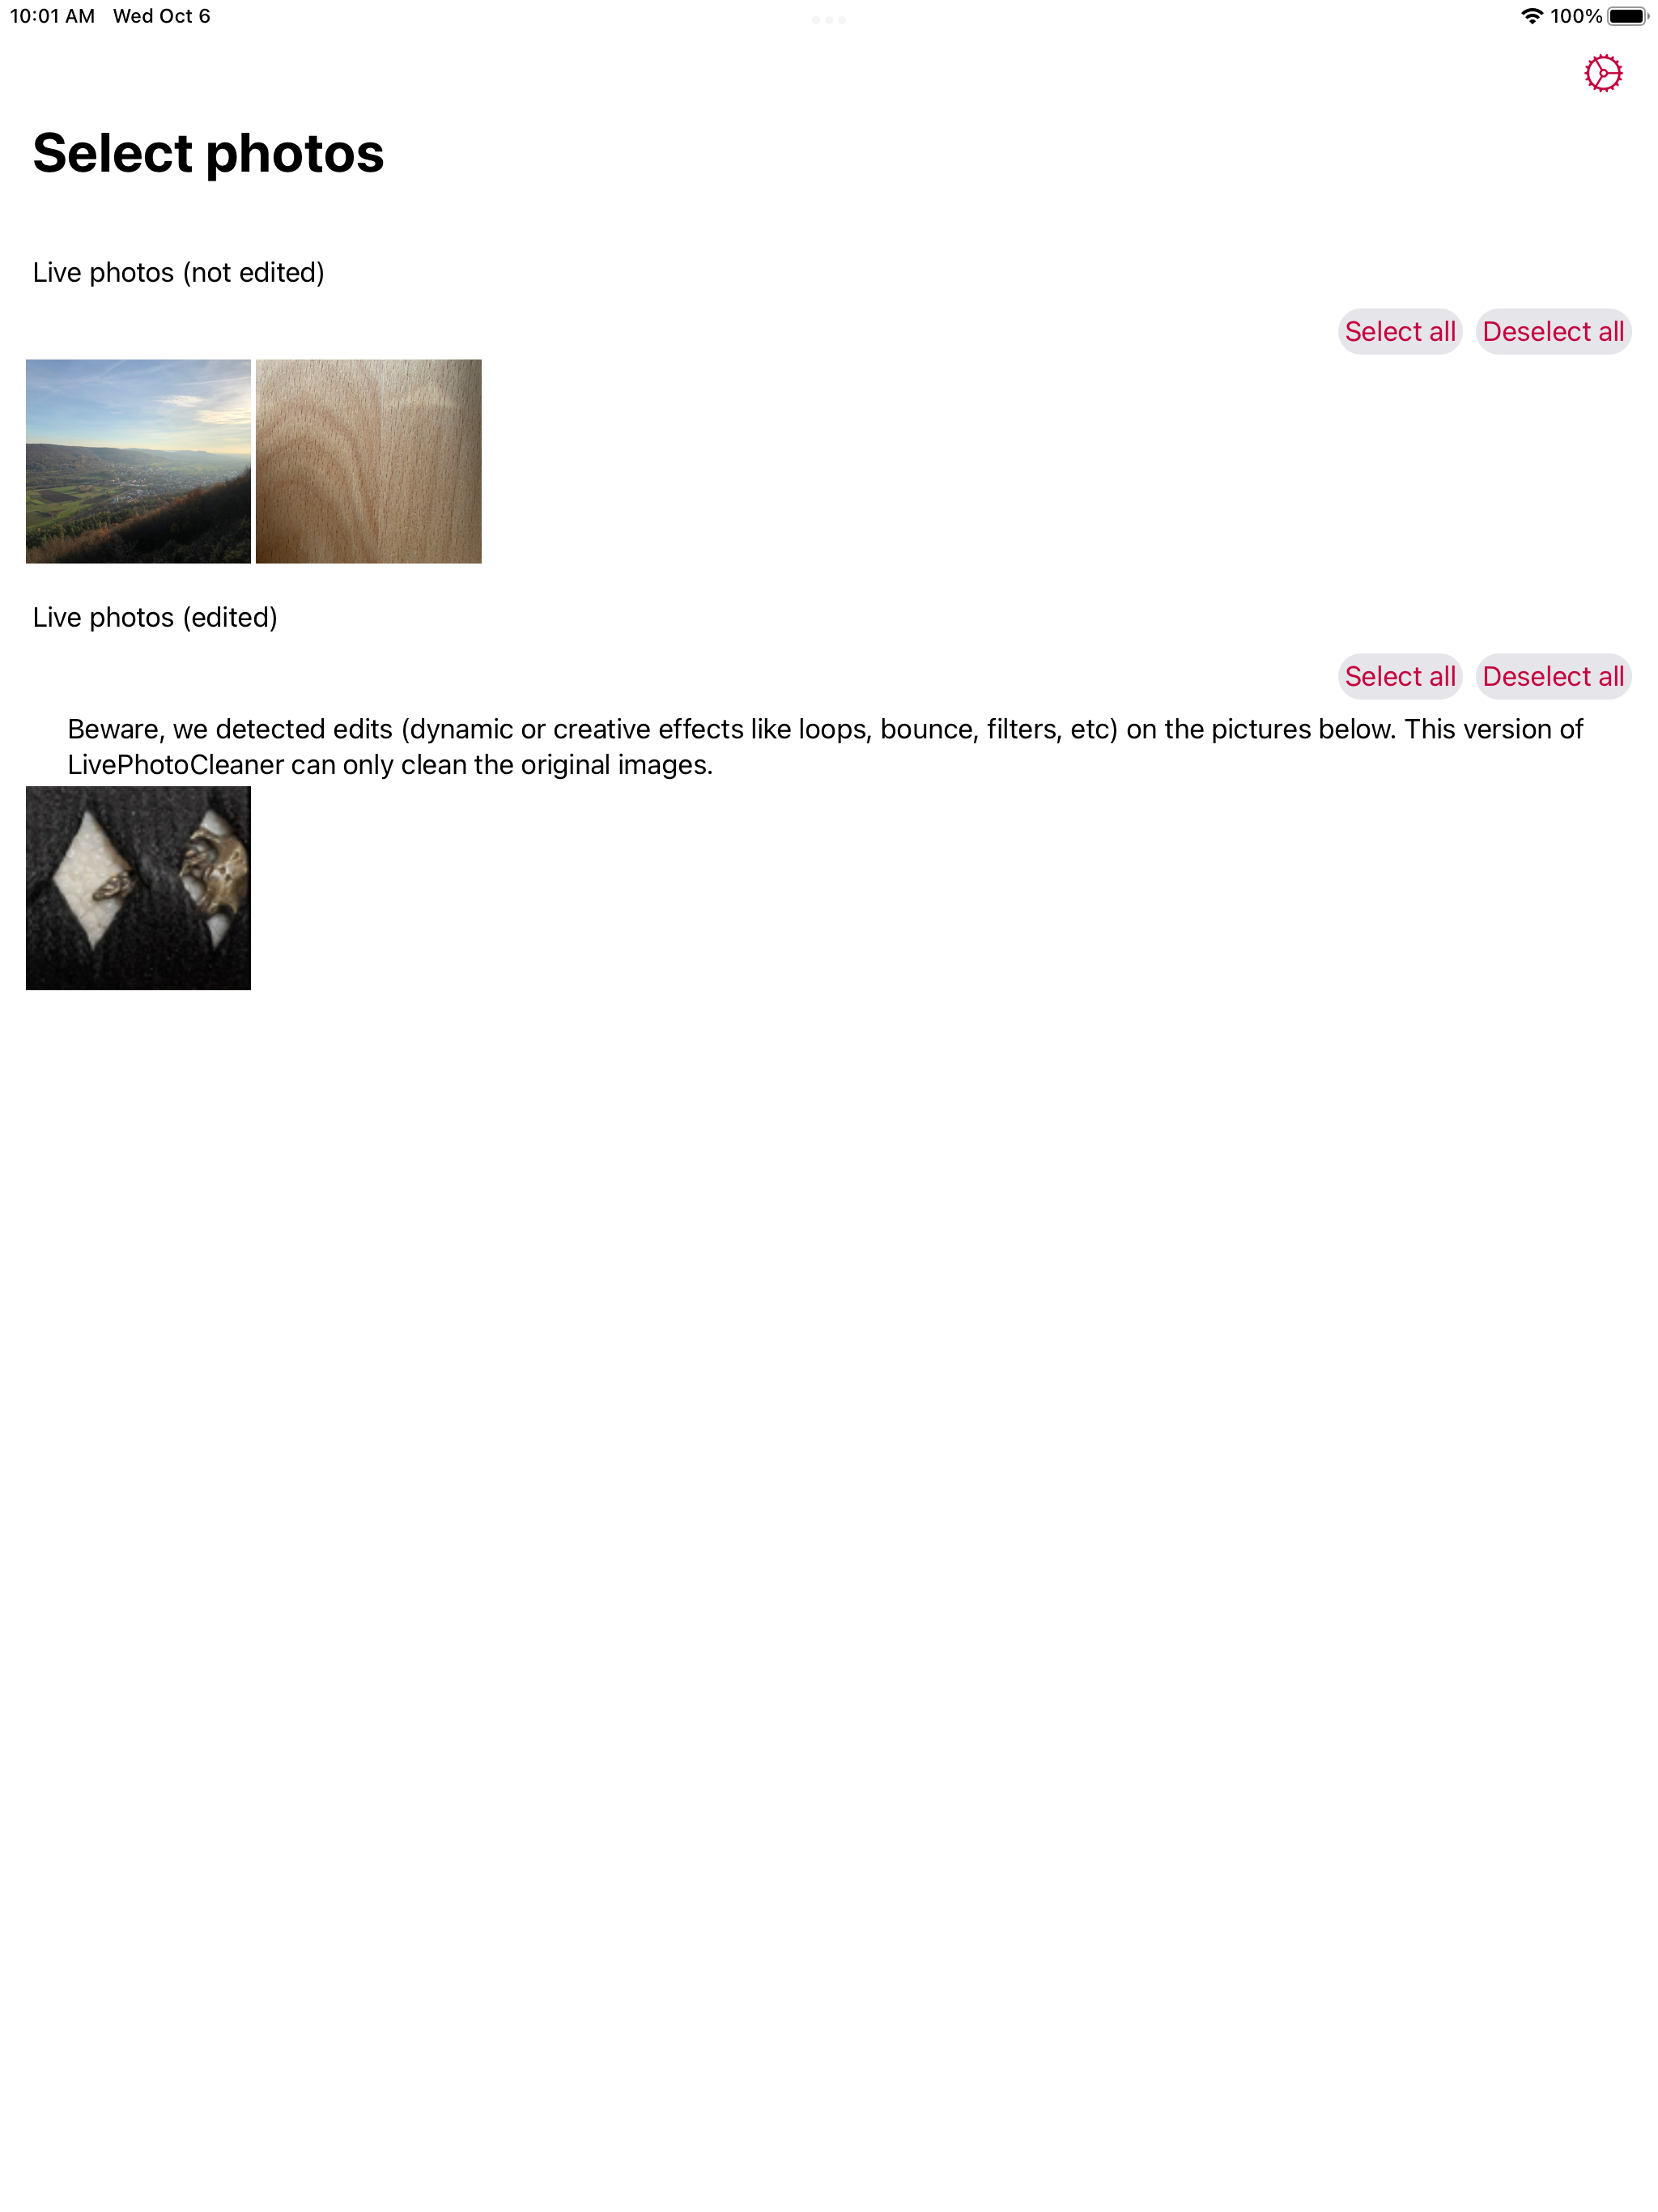 10:01 AM Wed Oct 6
100%
Select photos
Live photos (not edited)
Select all Deselect all
Live photos (edited)
Select all Deselect all
Beware, we detected edits (dynamic or creative effects like loops, bounce, filters, etc) on the pictures below. This version of
LivePhotoCleaner can only clean the original images.